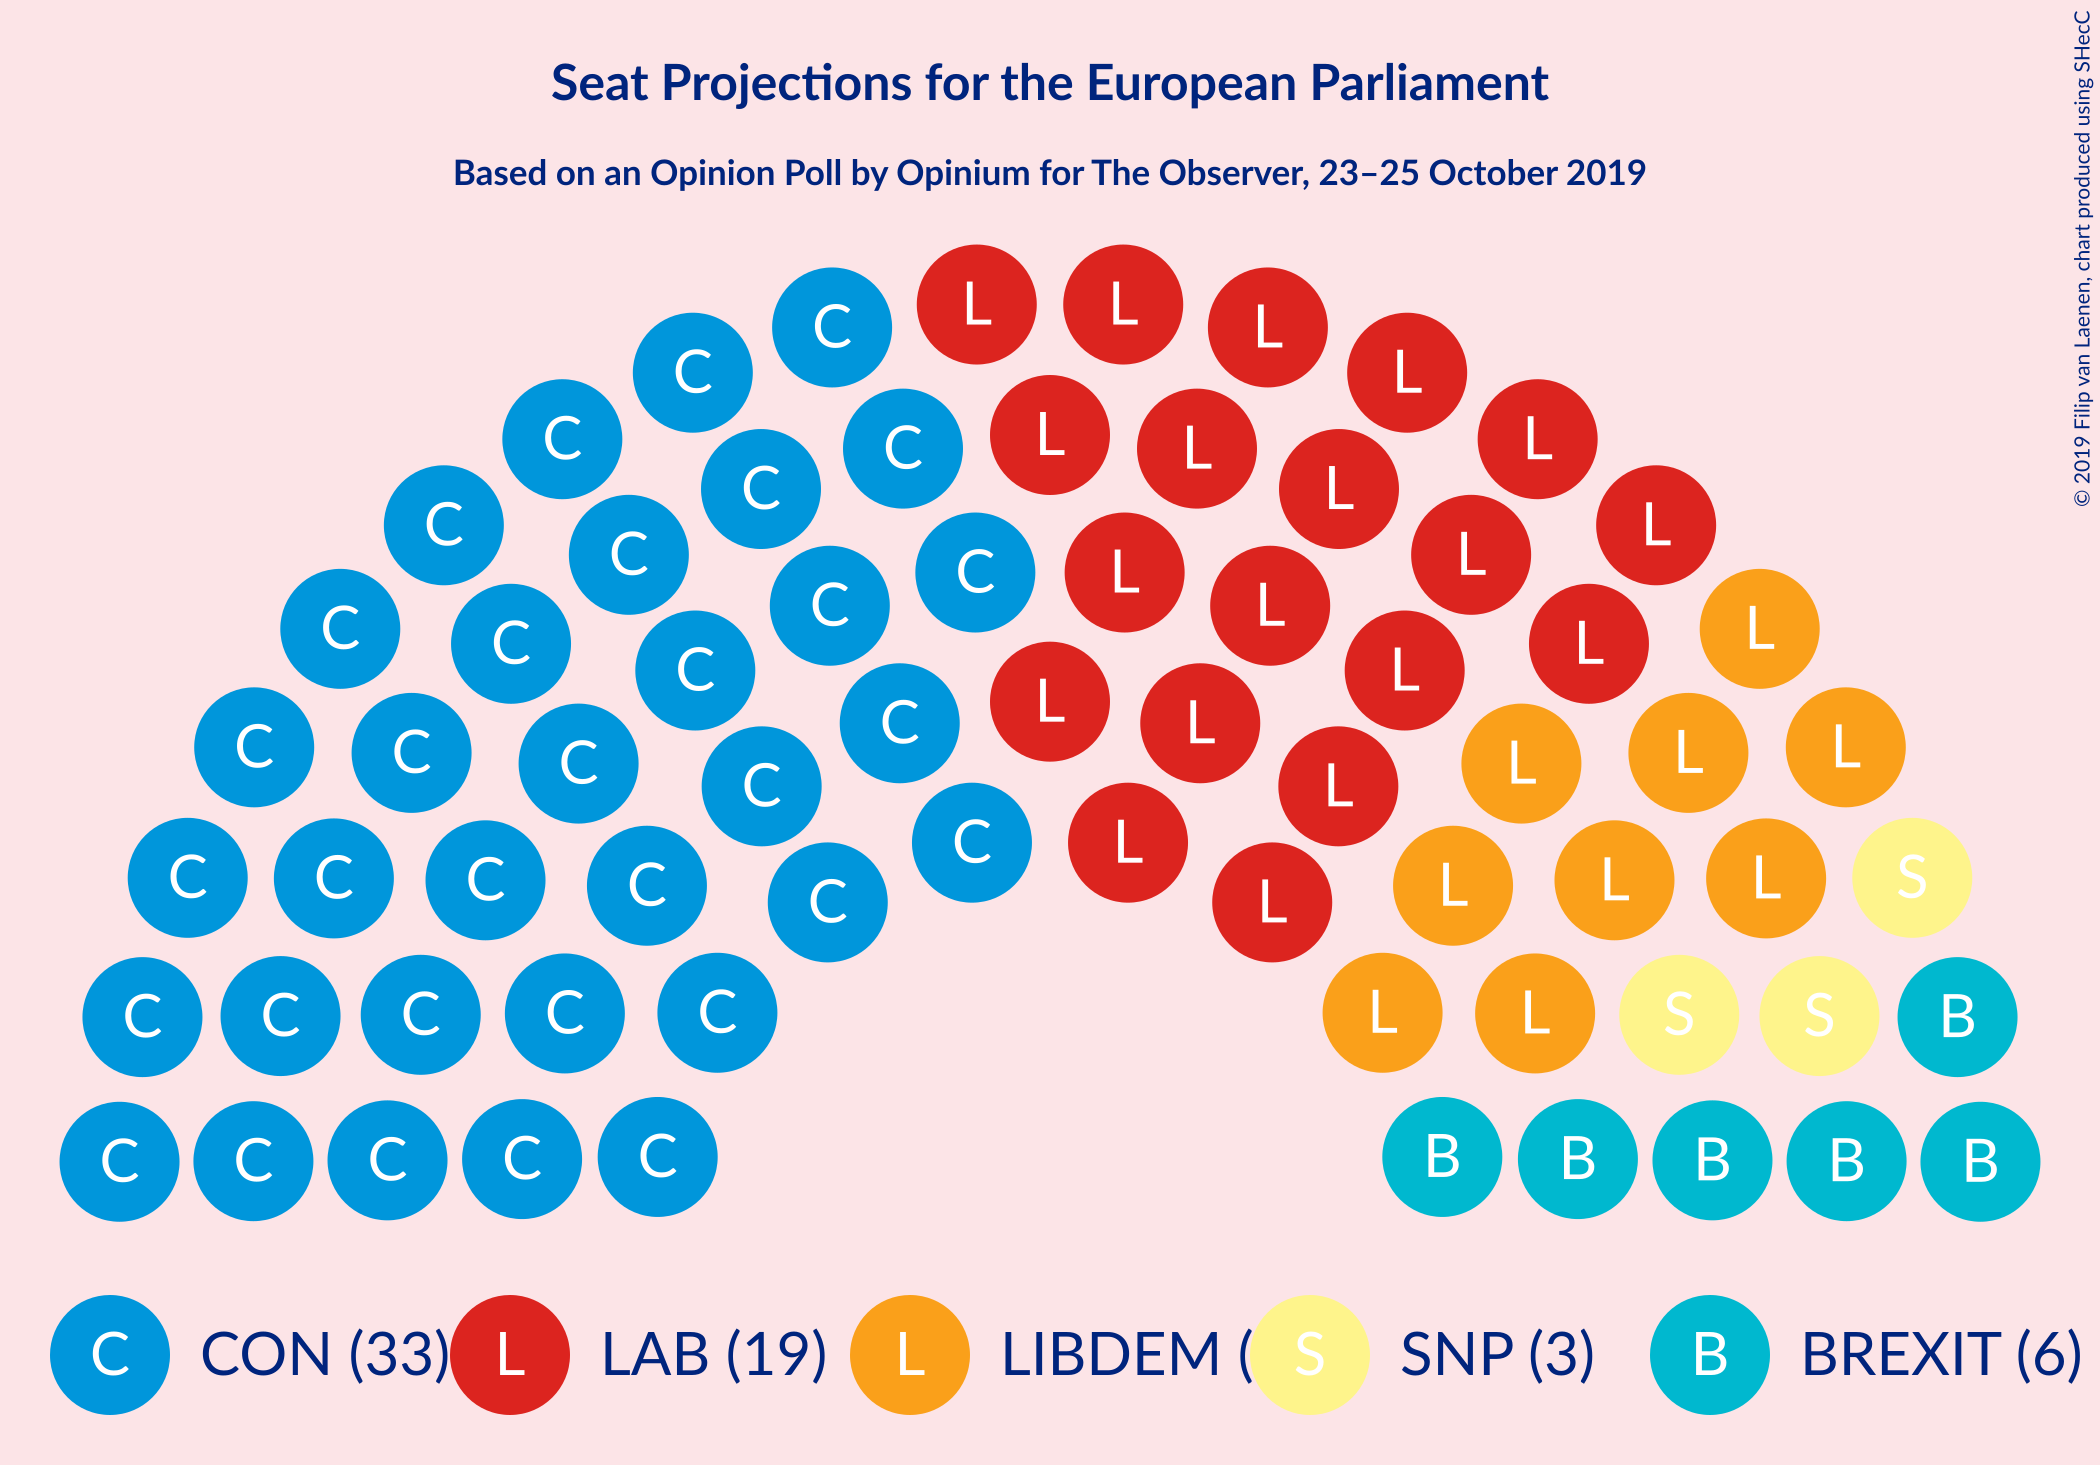 Seat Projections for the European Parliament
Based on an Opinion Poll by Opinium for The Observer, 23–25 October 2019
© 2019 Filip van Laenen, chart produced using SHecC
L L
C L
C L
C L L
C L
C L
C L
C L
C L
C L
C L
C L
C L
L
C L
C L
C L
C L
C L
C L
C C C C L L L S
C L
C C C C C L L S S B
C C C C C B B B B B
C CON (33) L LAB (19) L LIBDEM ( S SNP (3) B BREXIT (6)